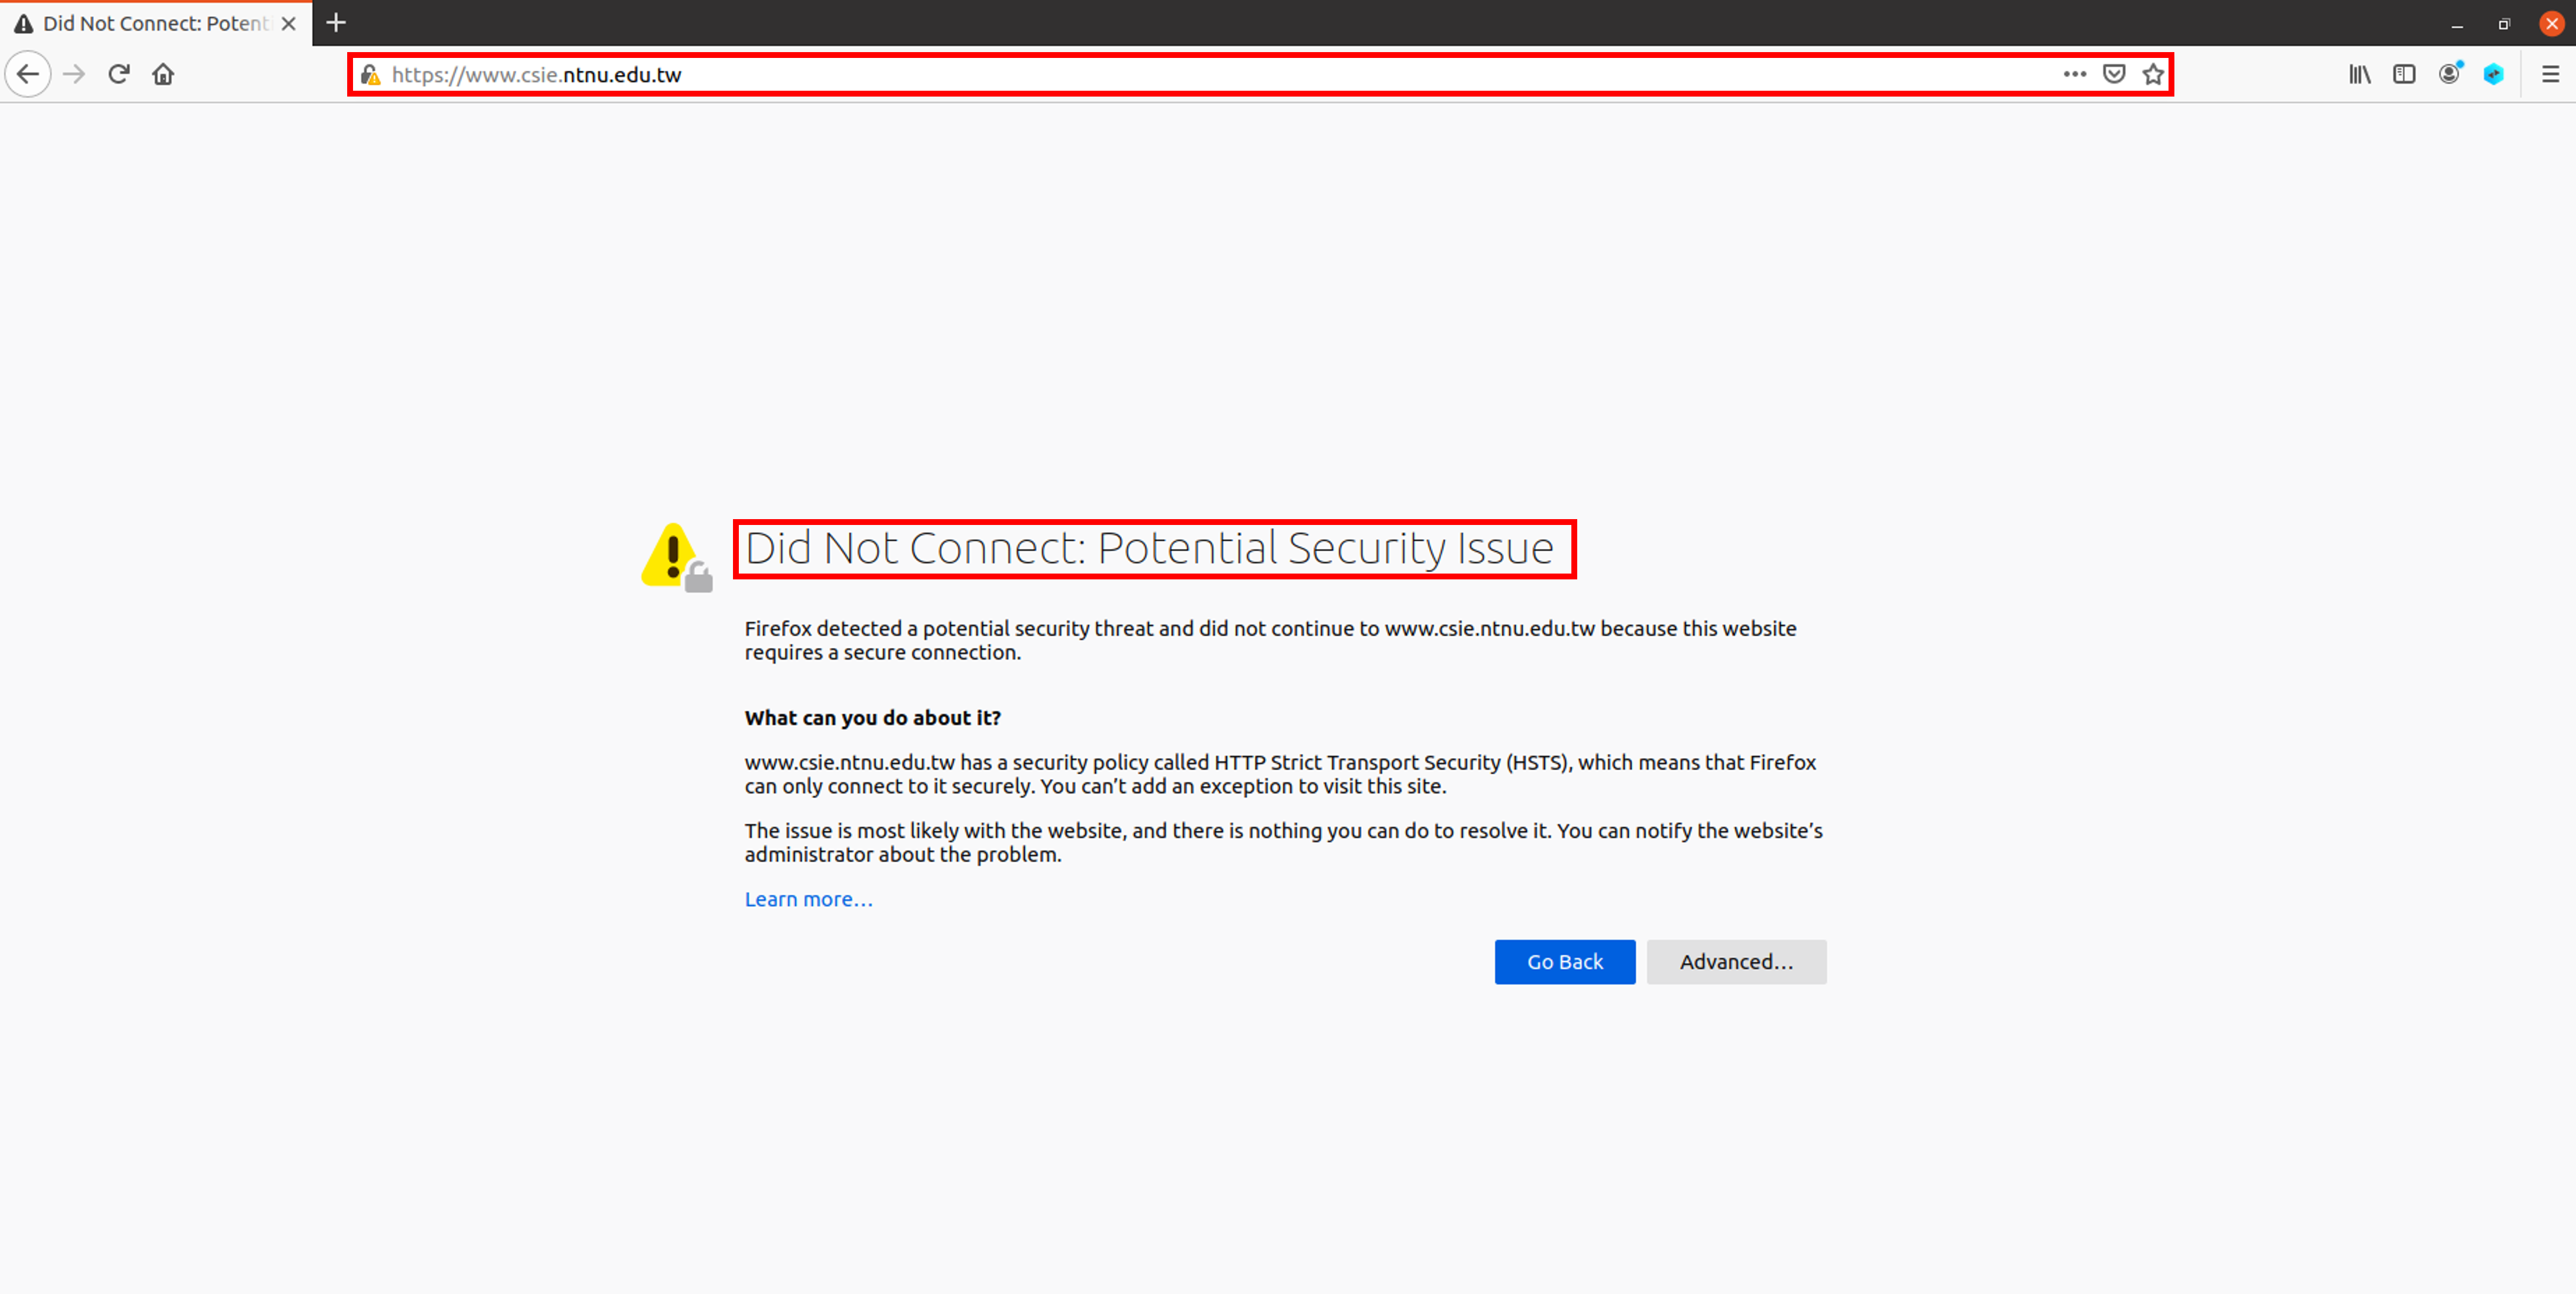 Did Not Connect: Potent
https://www.csie.ntnu.edu.tw
Did Not Connect: Potential Security Issue
Firefox detected a potential security threat and did not continue to www.csie.ntnu.edu.tw because this website
requires a secure connection.
What can you do about it?
www.csie.ntnu.edu.tw has a security policy called HTTP Strict Transport Security (HSTS), which means that Firefox
can only connect to it securely. You can’t add an exception to visit this site.
The issue is most likely with the website, and there is nothing you can do to resolve it. You can notify the website’s
administrator about the problem.
Learn more…
Go Back
Advanced…